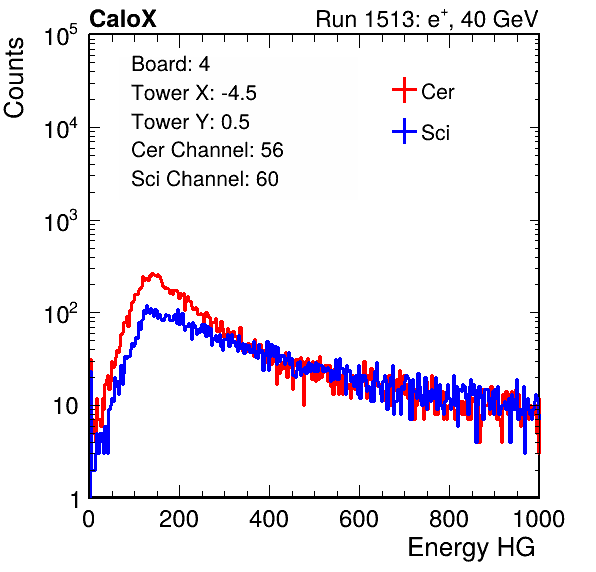 CaloX Run 1513: e⁺, 40 GeV
Counts
10⁵
10⁴
10³
10²
10
1
Board: 4
Tower X: -4.5
Tower Y: 0.5
Cer Channel: 56
Sci Channel: 60
Cer
Sci
0 200 400 600 800 1000
Energy HG